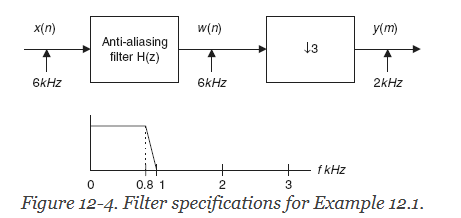 x(n)
w(n)
y(m)
Anti-aliasing
filter H(z)
↓3
6kHz
6kHz
2kHz
0 0.8 1 2 3 f kHz
Figure 12-4. Filter specifications for Example 12.1.